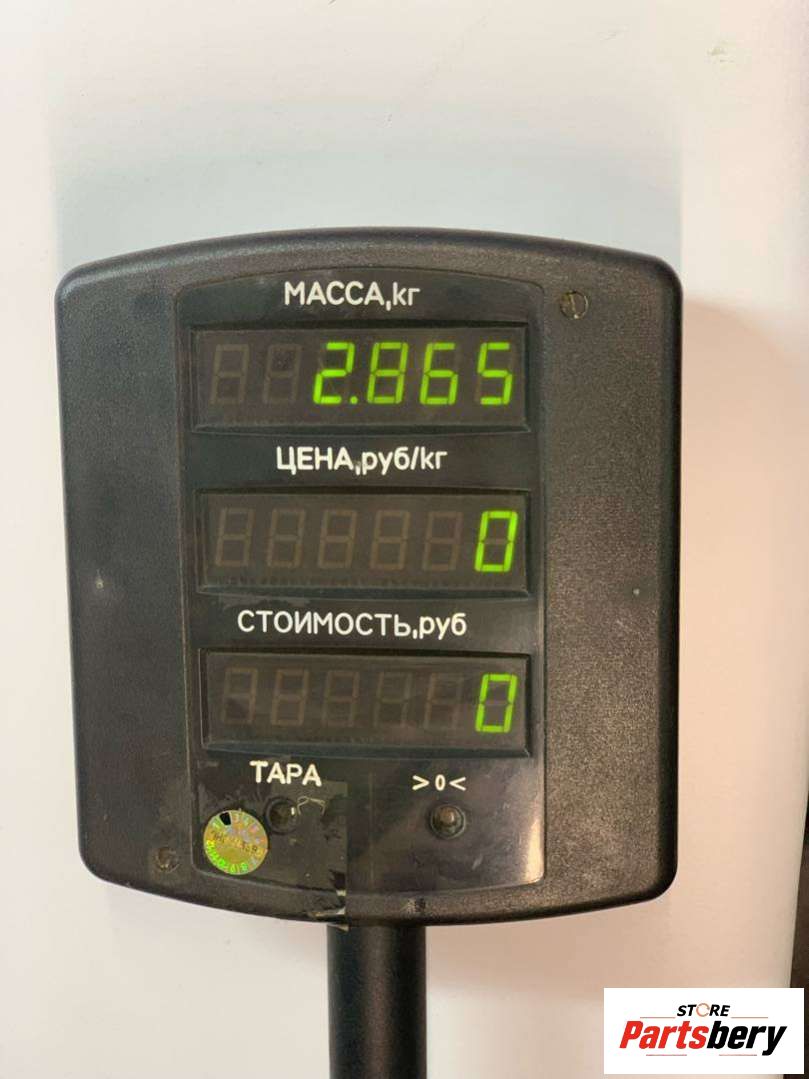 МАССА,кг
2.865
ЦЕНА,руб/кг
0
СТОИМОСТЬ,руб
0
ТАРА >0<
STORE
Partsbery